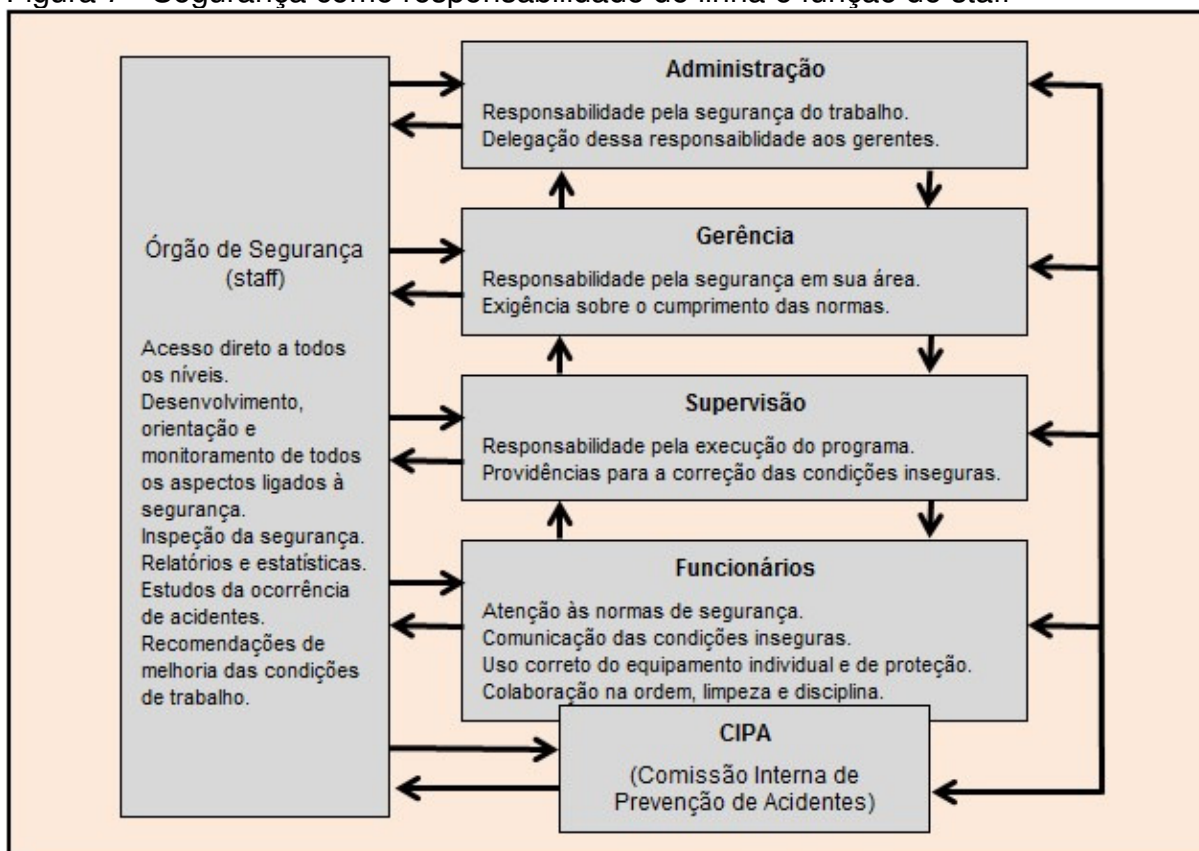 Figura 7 - Segurança como responsabilidade de linha e função de staff
Órgão de Segurança
(staff)
Acesso direto a todos
os níveis.
Desenvolvimento,
orientação e
monitoramento de todos
os aspectos ligados à
segurança.
Inspeção da segurança.
Relatórios e estatísticas.
Estudos da ocorrência
de acidentes.
Recomendações de
melhoria das condições
de trabalho.
Administração
Responsabilidade pela segurança do trabalho.
Delegação dessa responsaiblidade aos gerentes.
Gerência
Responsabilidade pela segurança em sua área.
Exigência sobre o cumprimento das normas.
Supervisão
Responsabilidade pela execução do programa.
Providências para a correção das condições inseguras.
Funcionários
Atenção às normas de segurança.
Comunicação das condições inseguras.
Uso correto do equipamento individual e de proteção.
Colaboração na ordem, limpeza e disciplina.
CIPA
(Comissão Interna de
Prevenção de Acidentes)